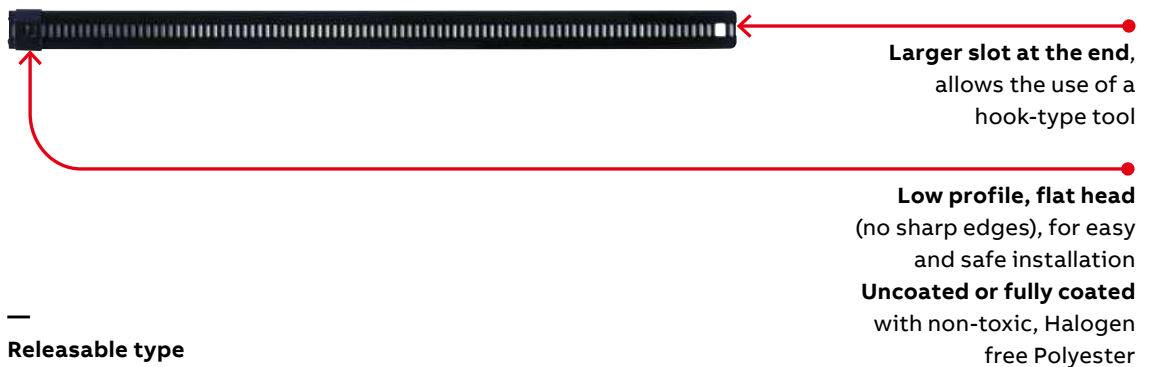 Larger slot at the end,
allows the use of a
hook-type tool
Low profile, flat head
(no sharp edges), for easy
and safe installation
Uncoated or fully coated
with non-toxic, Halogen
free Polyester
—
Releasable type